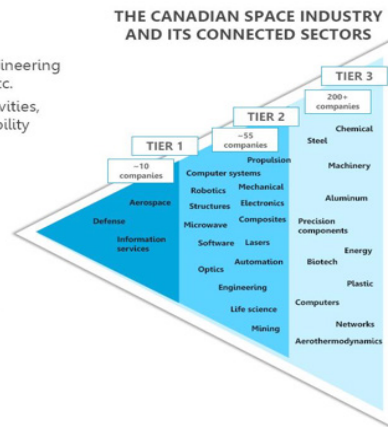 THE CANADIAN SPACE INDUSTRY
AND ITS CONNECTED SECTORS
ineering
tc.
vities,
bility
TIER 1
~10
companies
Aerospace
Defense
Information
services
TIER 2
~55
companies
Propulsion
Computer systems
Robotics Mechanical
Structures Electronics
Microwave Composites
Software Lasers
Optics Automation
Engineering
Life science
Mining
TIER 3
200+
companies
Chemical
Steel
Machinery
Aluminum
Precision
components
Energy
Biotech
Plastic
Computers
Networks
Aerothermodynamics